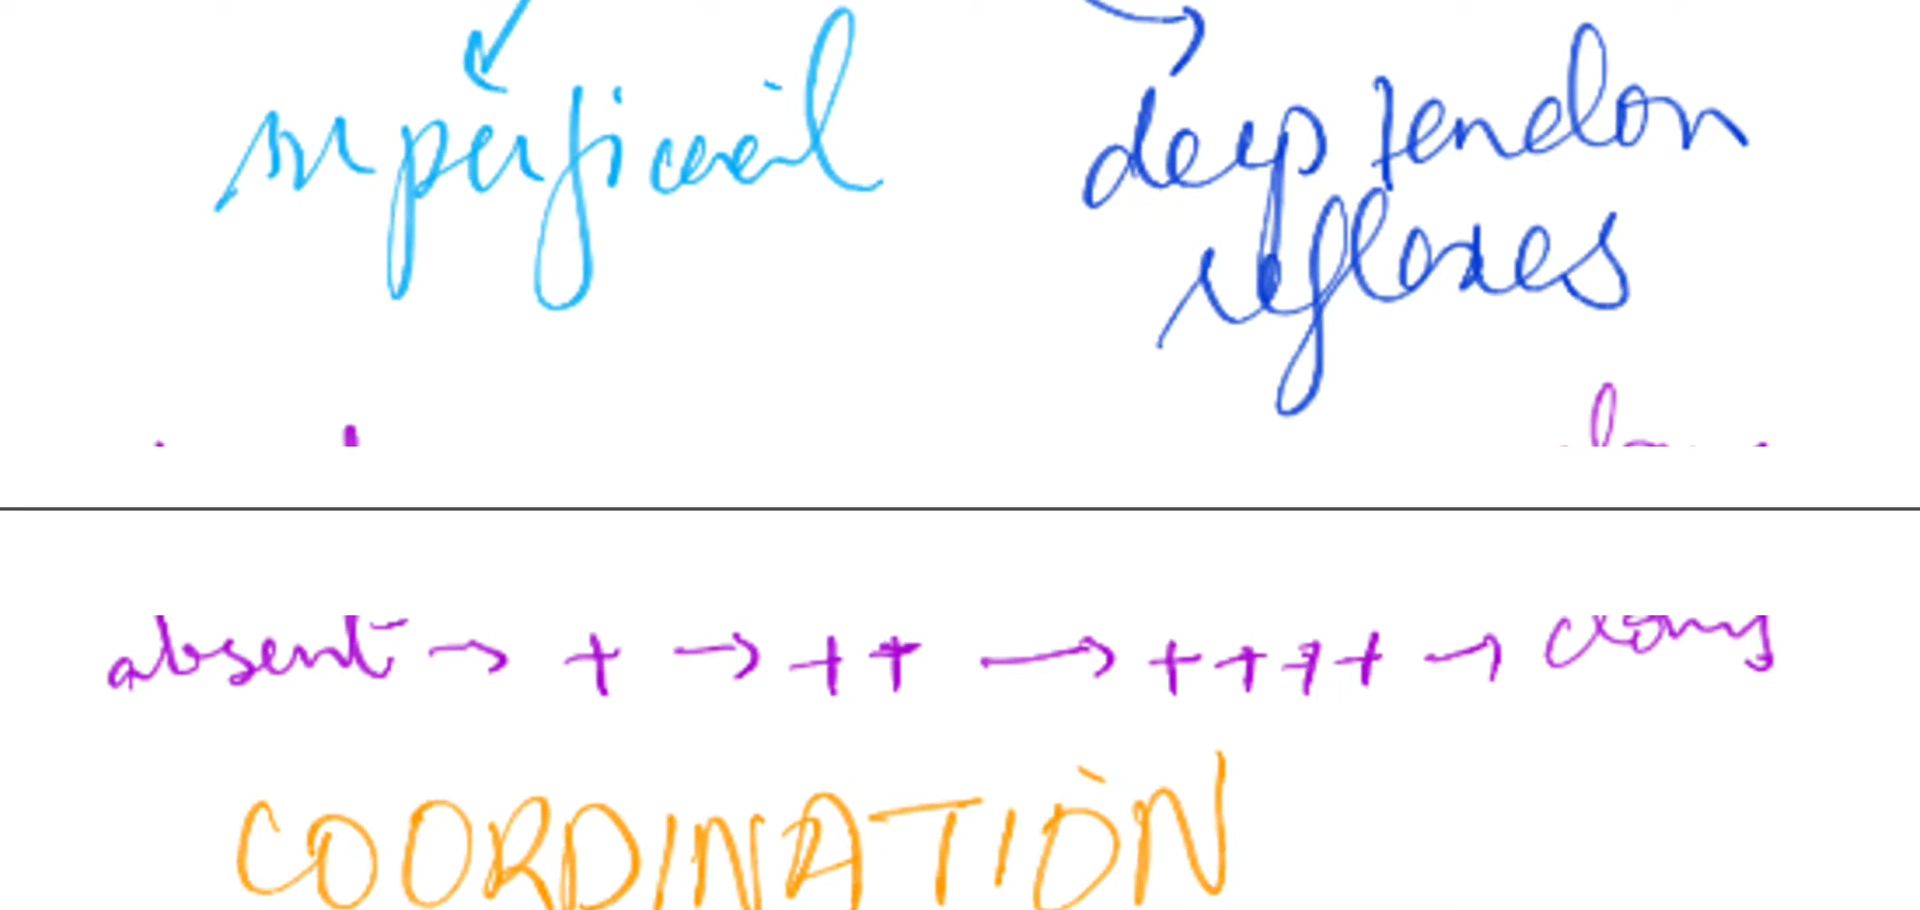 superficial deep tendon
reflexes
absent → + → ++ → ++++ → clonus
COORDINATION